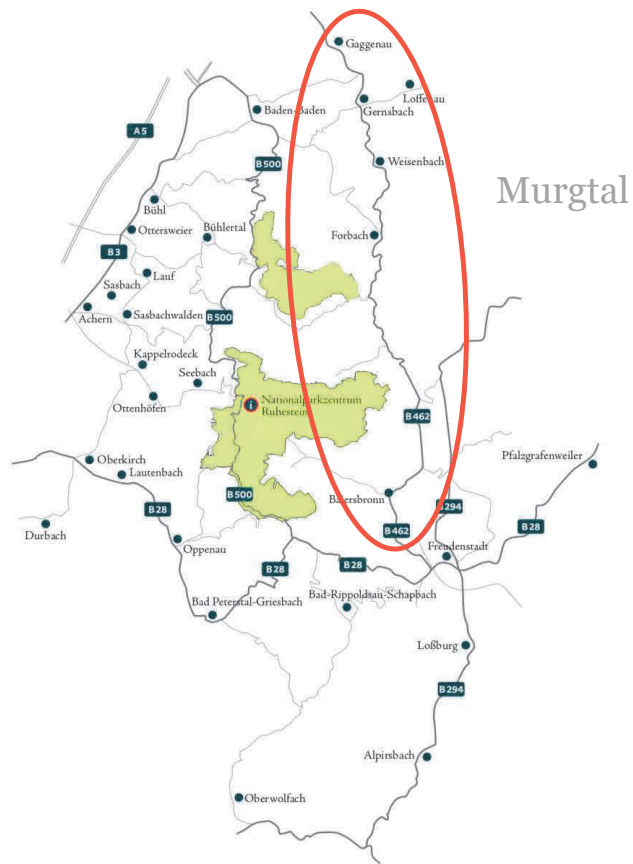 Gaggenau
Loffenau
Gernsbach
Baden-Baden
A5
B500
Weisenbach
Murgtal
Bühl
Ottersweier
Bühlertal
Forbach
B3
Lauf
Sasbach
Achern
Sasbachwalden
B500
Kappelrodeck
Seebach
Ottenhöfen
i
Nationalparkzentrum
Ruhestein
B462
Oberkirch
Lautenbach
Pfalzgrafenweiler
B500
Baiersbronn
B294
B28
Durbach
Oppenau
B462
B28
Freudenstadt
B28
B28
Bad Peterstal-Griesbach
Bad-Rippoldsau-Schapbach
Loßburg
B294
Alpirsbach
Oberwolfach